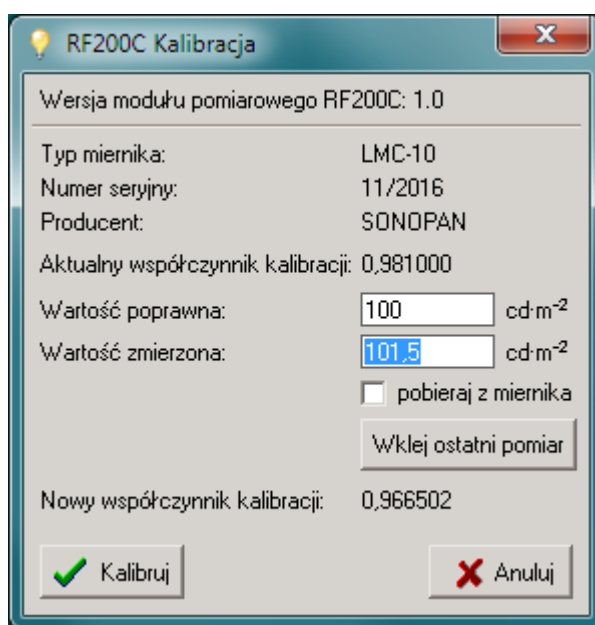 RF200C Kalibracja
Wersja modułu pomiarowego RF200C: 1.0
Typ miernika: LMC-10
Numer seryjny: 11/2016
Producent: SONOPAN
Aktualny współczynnik kalibracji: 0,981000
Wartość poprawna: 100 cd·m⁻²
Wartość zmierzona: 101,5 cd·m⁻²
pobieraj z miernika
Wklej ostatni pomiar
Nowy współczynnik kalibracji: 0,966502
Kalibruj Anuluj